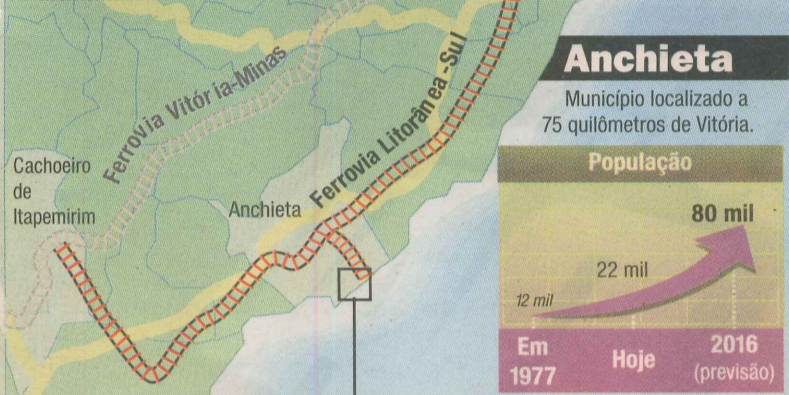 Ferrovia Vitória-Minas
Ferrovia Litorânea-Sul
Cachoeiro
de
Itapemirim
Anchieta
Anchieta
Município localizado a
75 quilômetros de Vitória.
População
80 mil
22 mil
12 mil
Em
1977
Hoje
2016
(previsão)